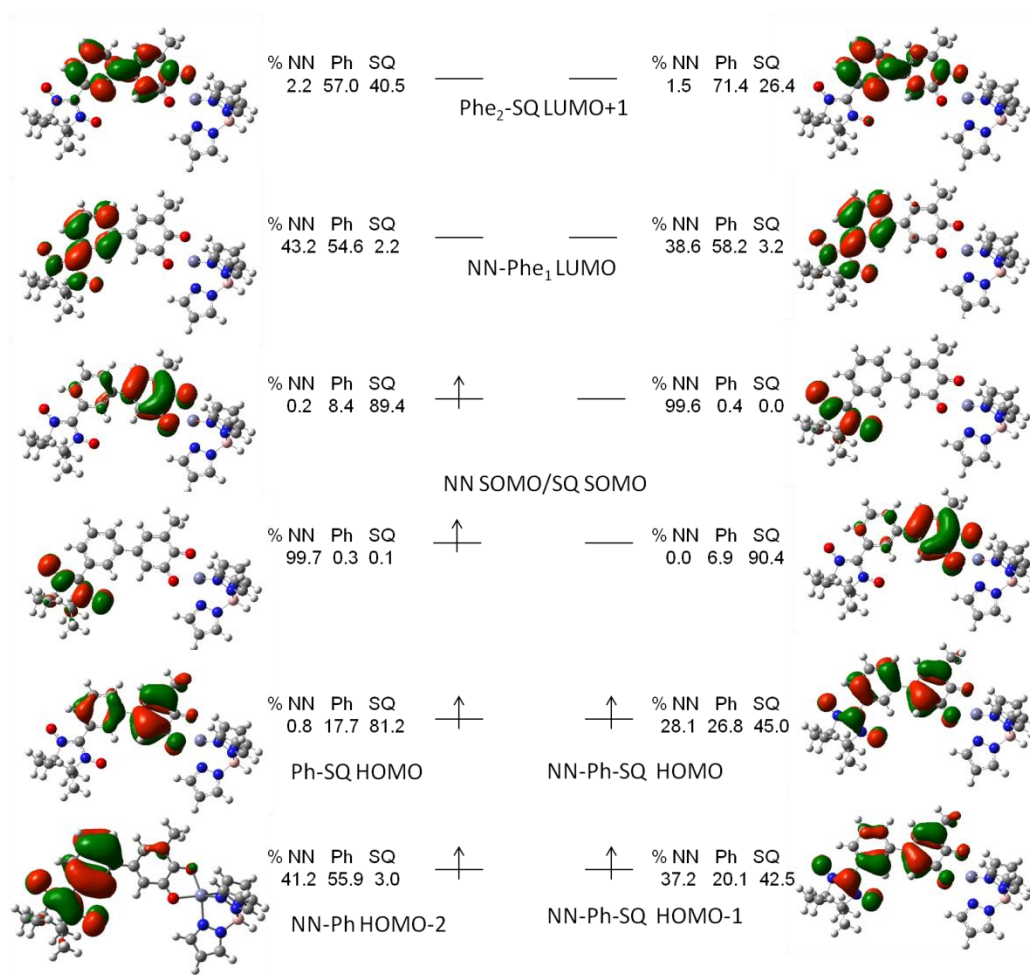 % NN Ph SQ
2.2 57.0 40.5
% NN Ph SQ
1.5 71.4 26.4
Phe2-SQ LUMO+1
% NN Ph SQ
43.2 54.6 2.2
% NN Ph SQ
38.6 58.2 3.2
NN-Phe1 LUMO
% NN Ph SQ
0.2 8.4 89.4
% NN Ph SQ
99.6 0.4 0.0
NN SOMO/SQ SOMO
% NN Ph SQ
99.7 0.3 0.1
% NN Ph SQ
0.0 6.9 90.4
% NN Ph SQ
0.8 17.7 81.2
% NN Ph SQ
28.1 26.8 45.0
Ph-SQ HOMO
NN-Ph-SQ HOMO
% NN Ph SQ
41.2 55.9 3.0
% NN Ph SQ
37.2 20.1 42.5
NN-Ph HOMO-2
NN-Ph-SQ HOMO-1